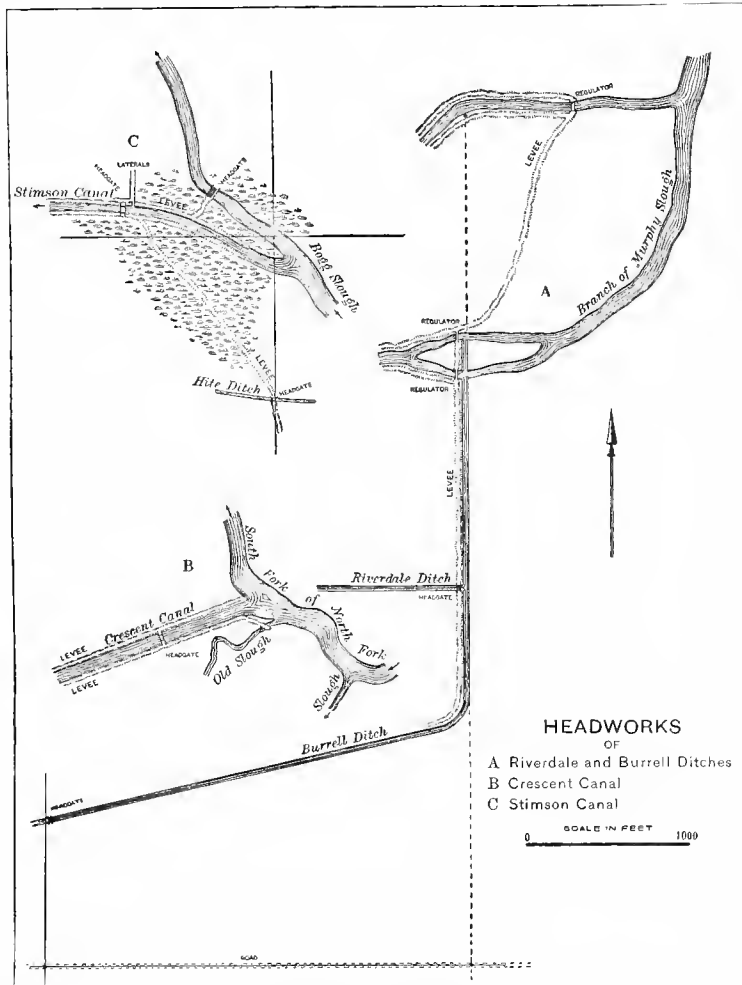 C
HEADGATE
LATERALS
Stimson Canal
LEVEE
HEADGATE
Bogg Slough
LEVEE
Hite Ditch
HEADGATE
REGULATOR
LEVEE
A
Branch of Murphy Slough
REGULATOR
REGULATOR
LEVEE
B
South Fork of North Fork
Crescent Canal
LEVEE
LEVEE
HEADGATE
Old Slough
Slough
Riverdale Ditch
HEADGATE
Burrell Ditch
HEADGATE
HEADWORKS
OF
A Riverdale and Burrell Ditches
B Crescent Canal
C Stimson Canal
SCALE IN FEET
0 1000
ROAD